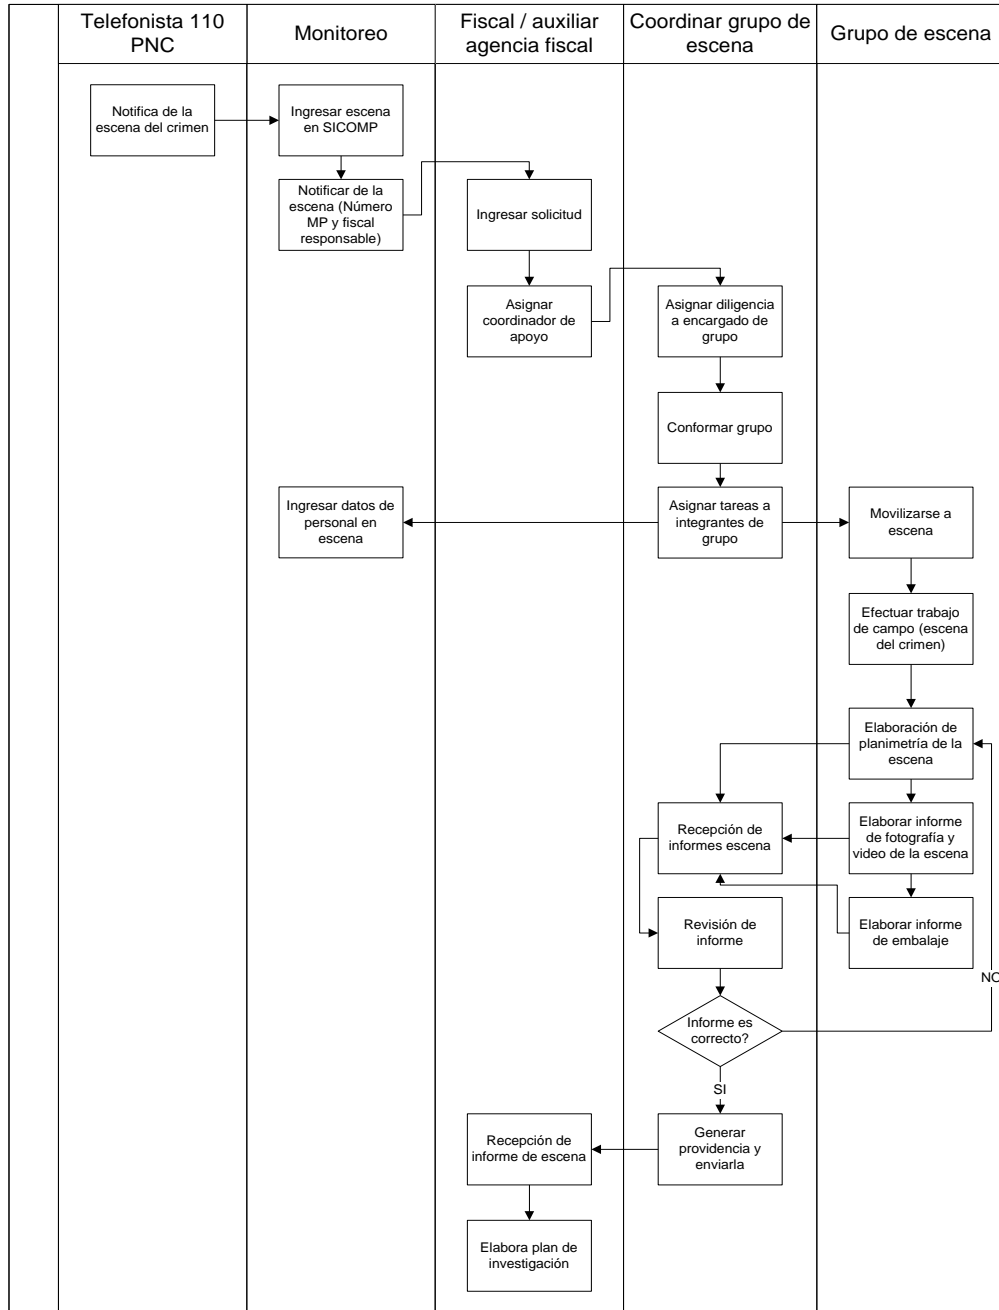 Telefonista 110
PNC
Monitoreo
Fiscal / auxiliar
agencia fiscal
Coordinar grupo de
escena
Grupo de escena
Notifica de la
escena del crimen
Ingresar escena
en SICOMP
Notificar de la
escena (Número
MP y fiscal
responsable)
Ingresar solicitud
Asignar
coordinador de
apoyo
Asignar diligencia
a encargado de
grupo
Conformar grupo
Ingresar datos de
personal en
escena
Asignar tareas a
integrantes de
grupo
Movilizarse a
escena
Efectuar trabajo
de campo (escena
del crimen)
Elaboración de
planimetría de la
escena
Recepción de
informes escena
Elaborar informe
de fotografía y
video de la escena
Revisión de
informe
Elaborar informe
de embalaje
NO
Informe es
correcto?
SI
Recepción de
informe de escena
Generar
providencia y
enviarla
Elabora plan de
investigación